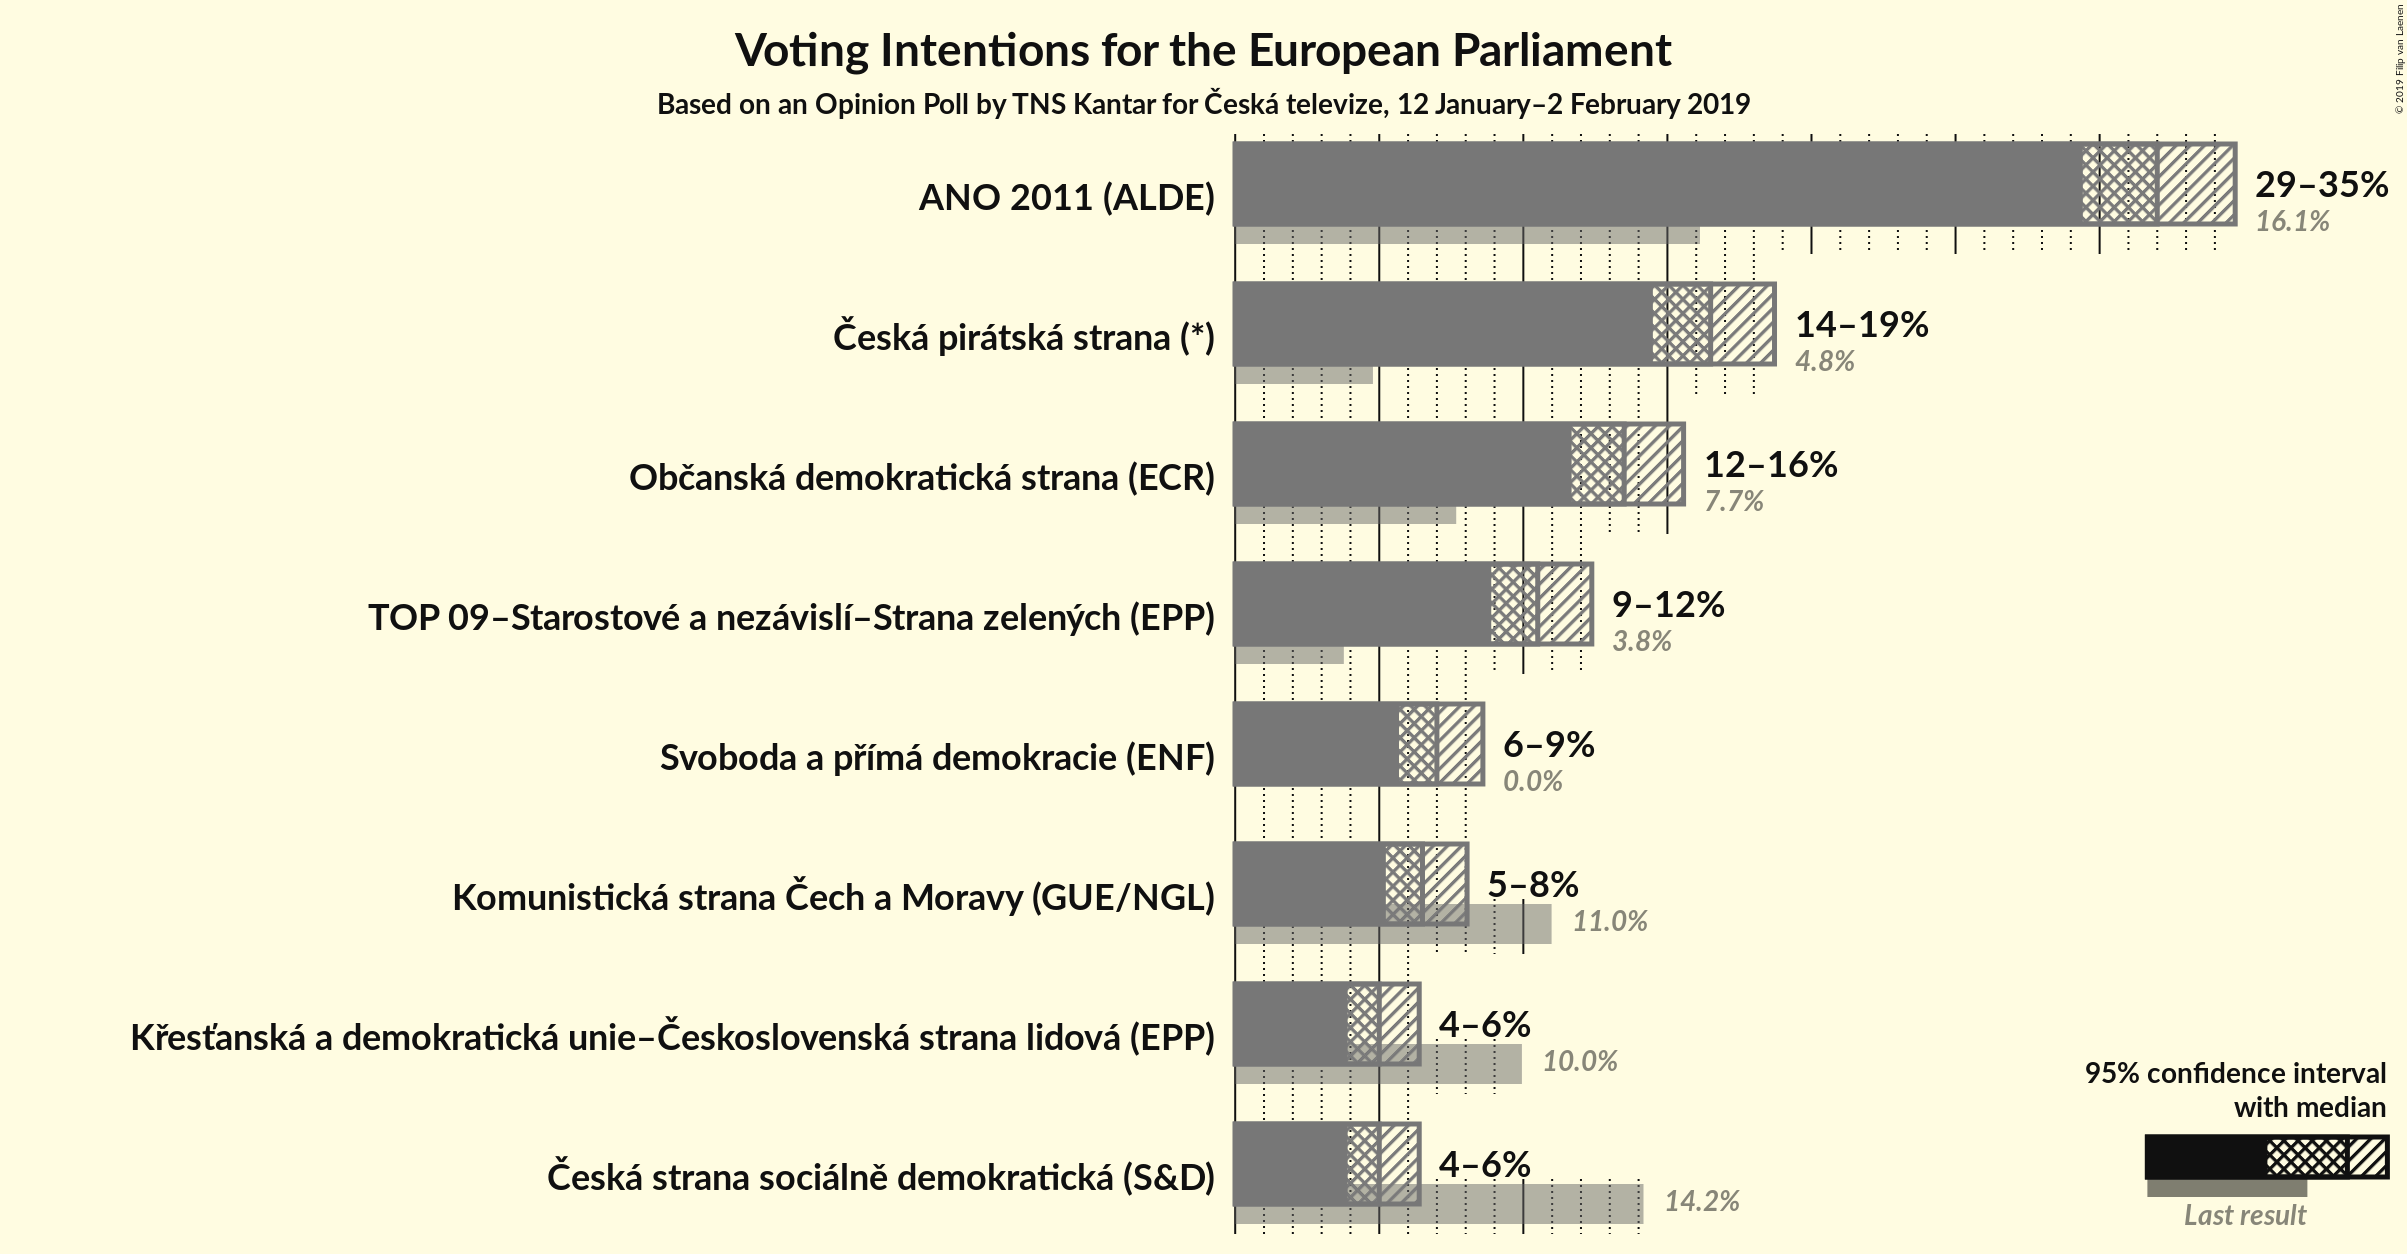 Voting Intentions for the European Parliament
Based on an Opinion Poll by TNS Kantar for Česká televize, 12 January–2 February 2019
© 2019 Filip van Laenen
ANO 2011 (ALDE)
29–35%
16.1%
Česká pirátská strana (*)
14–19%
4.8%
Občanská demokratická strana (ECR)
12–16%
7.7%
TOP 09–Starostové a nezávislí–Strana zelených (EPP)
9–12%
3.8%
Svoboda a přímá demokracie (ENF)
6–9%
0.0%
Komunistická strana Čech a Moravy (GUE/NGL)
5–8%
11.0%
Křesťanská a demokratická unie–Československá strana lidová (EPP)
4–6%
10.0%
Česká strana sociálně demokratická (S&D)
4–6%
14.2%
95% confidence interval
with median
Last result